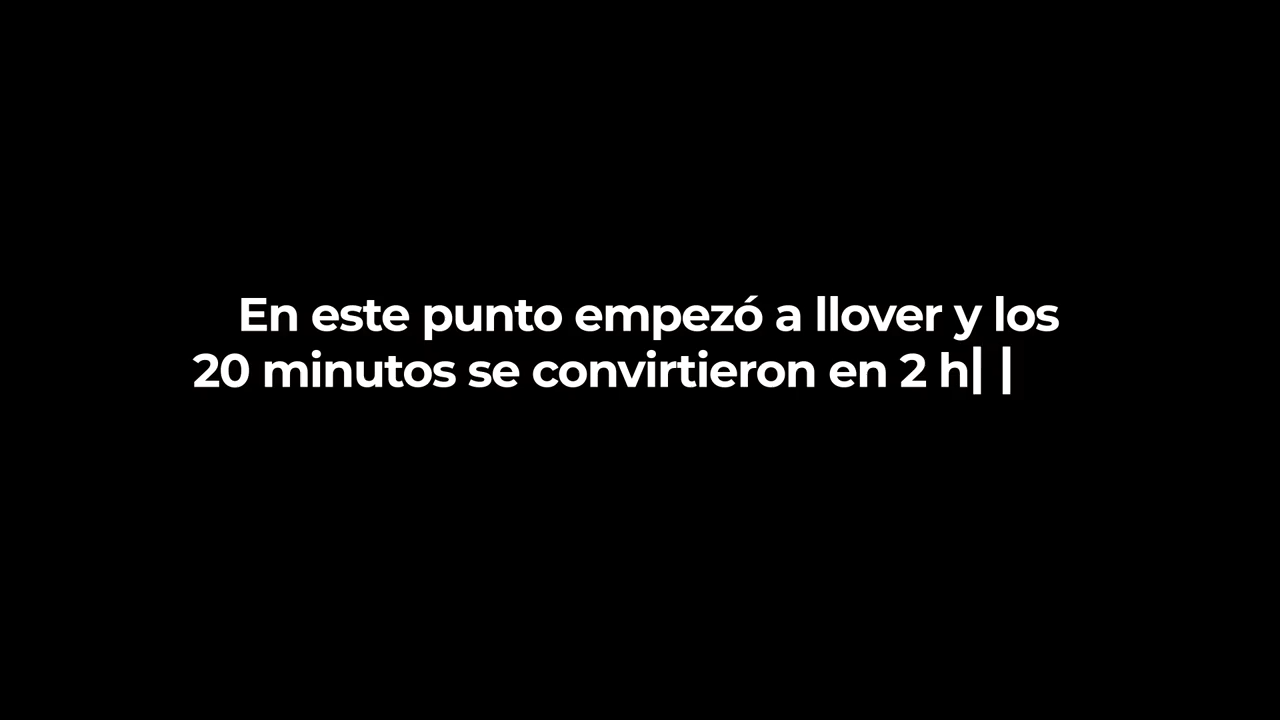 En este punto empezó a llover y los
20 minutos se convirtieron en 2 h| |